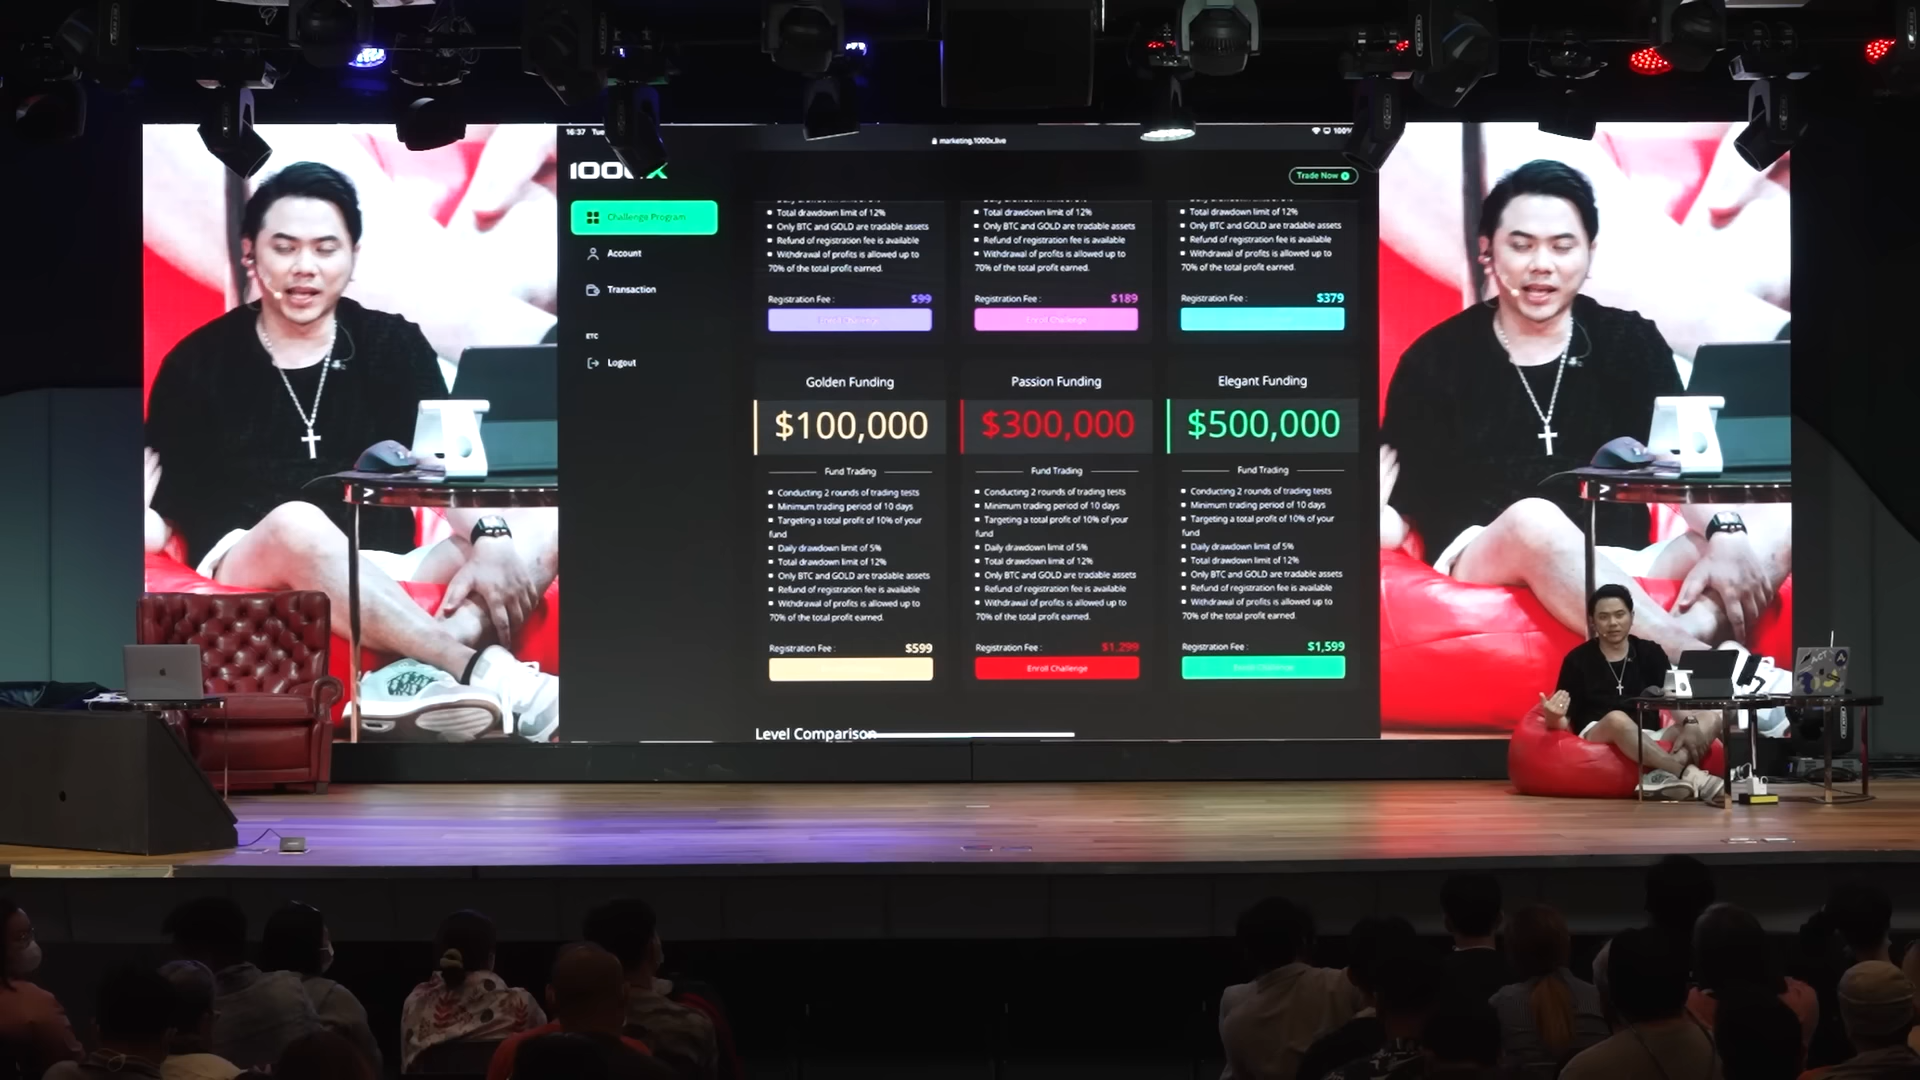 16:37 Tue
marketing.1000x.live
100%
Trade Now
Challenge Program
Account
Transaction
ETC
Logout
Total drawdown limit of 12%
Only BTC and GOLD are tradable assets
Refund of registration fee is available
Withdrawal of profits is allowed up to
70% of the total profit earned.
Registration Fee :
$99
Enroll Challenge
Total drawdown limit of 12%
Only BTC and GOLD are tradable assets
Refund of registration fee is available
Withdrawal of profits is allowed up to
70% of the total profit earned.
Registration Fee :
$189
Enroll Challenge
Total drawdown limit of 12%
Only BTC and GOLD are tradable assets
Refund of registration fee is available
Withdrawal of profits is allowed up to
70% of the total profit earned.
Registration Fee :
$379
Golden Funding
$100,000
Fund Trading
Conducting 2 rounds of trading tests
Minimum trading period of 10 days
Targeting a total profit of 10% of your
fund
Daily drawdown limit of 5%
Total drawdown limit of 12%
Only BTC and GOLD are tradable assets
Refund of registration fee is available
Withdrawal of profits is allowed up to
70% of the total profit earned.
Registration Fee :
$599
Passion Funding
$300,000
Fund Trading
Conducting 2 rounds of trading tests
Minimum trading period of 10 days
Targeting a total profit of 10% of your
fund
Daily drawdown limit of 5%
Total drawdown limit of 12%
Only BTC and GOLD are tradable assets
Refund of registration fee is available
Withdrawal of profits is allowed up to
70% of the total profit earned.
Registration Fee :
$1,299
Enroll Challenge
Elegant Funding
$500,000
Fund Trading
Conducting 2 rounds of trading tests
Minimum trading period of 10 days
Targeting a total profit of 10% of your
fund
Daily drawdown limit of 5%
Total drawdown limit of 12%
Only BTC and GOLD are tradable assets
Refund of registration fee is available
Withdrawal of profits is allowed up to
70% of the total profit earned.
Registration Fee :
$1,599
Enroll Challenge
Level Comparison